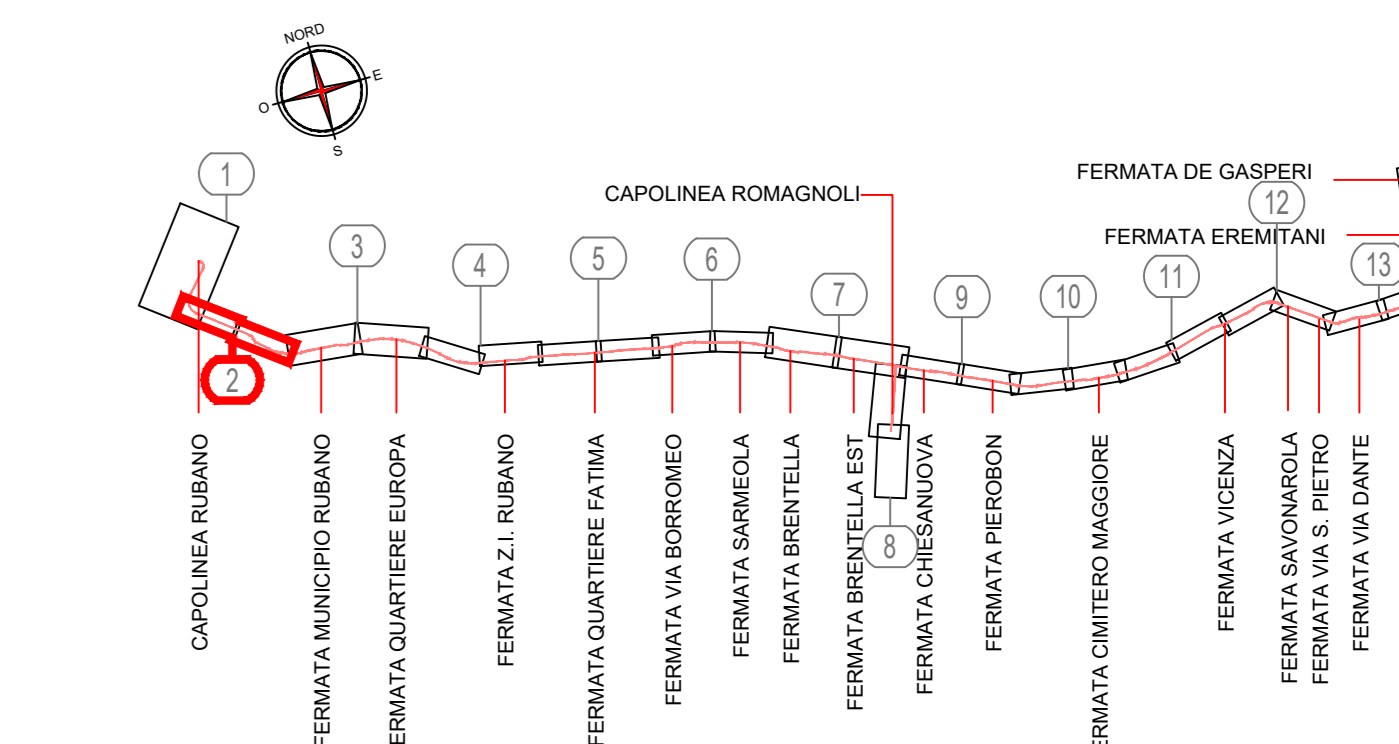 NORD
E
O
S
1
CAPOLINEA ROMAGNOLI
FERMATA DE GASPERI
12
FERMATA EREMITANI
3
4
5
6
7
9
10
11
13
2
8
CAPOLINEA RUBANO
FERMATA MUNICIPIO RUBANO
FERMATA QUARTIERE EUROPA
FERMATA Z.I. RUBANO
FERMATA QUARTIERE FATIMA
FERMATA VIA BORROMEO
FERMATA SARMEOLA
FERMATA BRENTELLA
FERMATA BRENTELLA EST
FERMATA CHIESANUOVA
FERMATA PIEROBON
FERMATA CIMITERO MAGGIORE
FERMATA VICENZA
FERMATA SAVONAROLA
FERMATA VIA S. PIETRO
FERMATA VIA DANTE